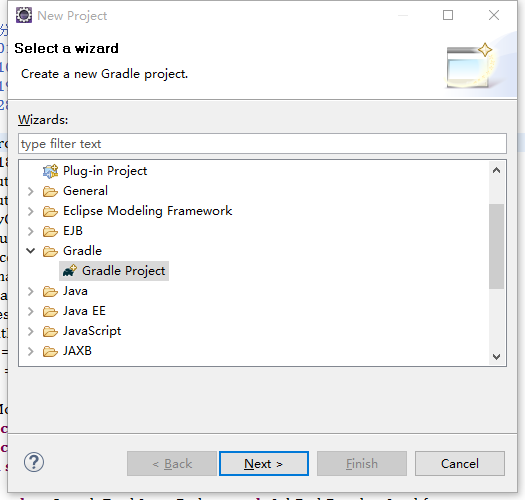 New Project
Select a wizard
Create a new Gradle project.
Wizards:
type filter text
Plug-in Project
General
Eclipse Modeling Framework
EJB
Gradle
Gradle Project
Java
Java EE
JavaScript
JAXB
< Back
Next >
Finish
Cancel